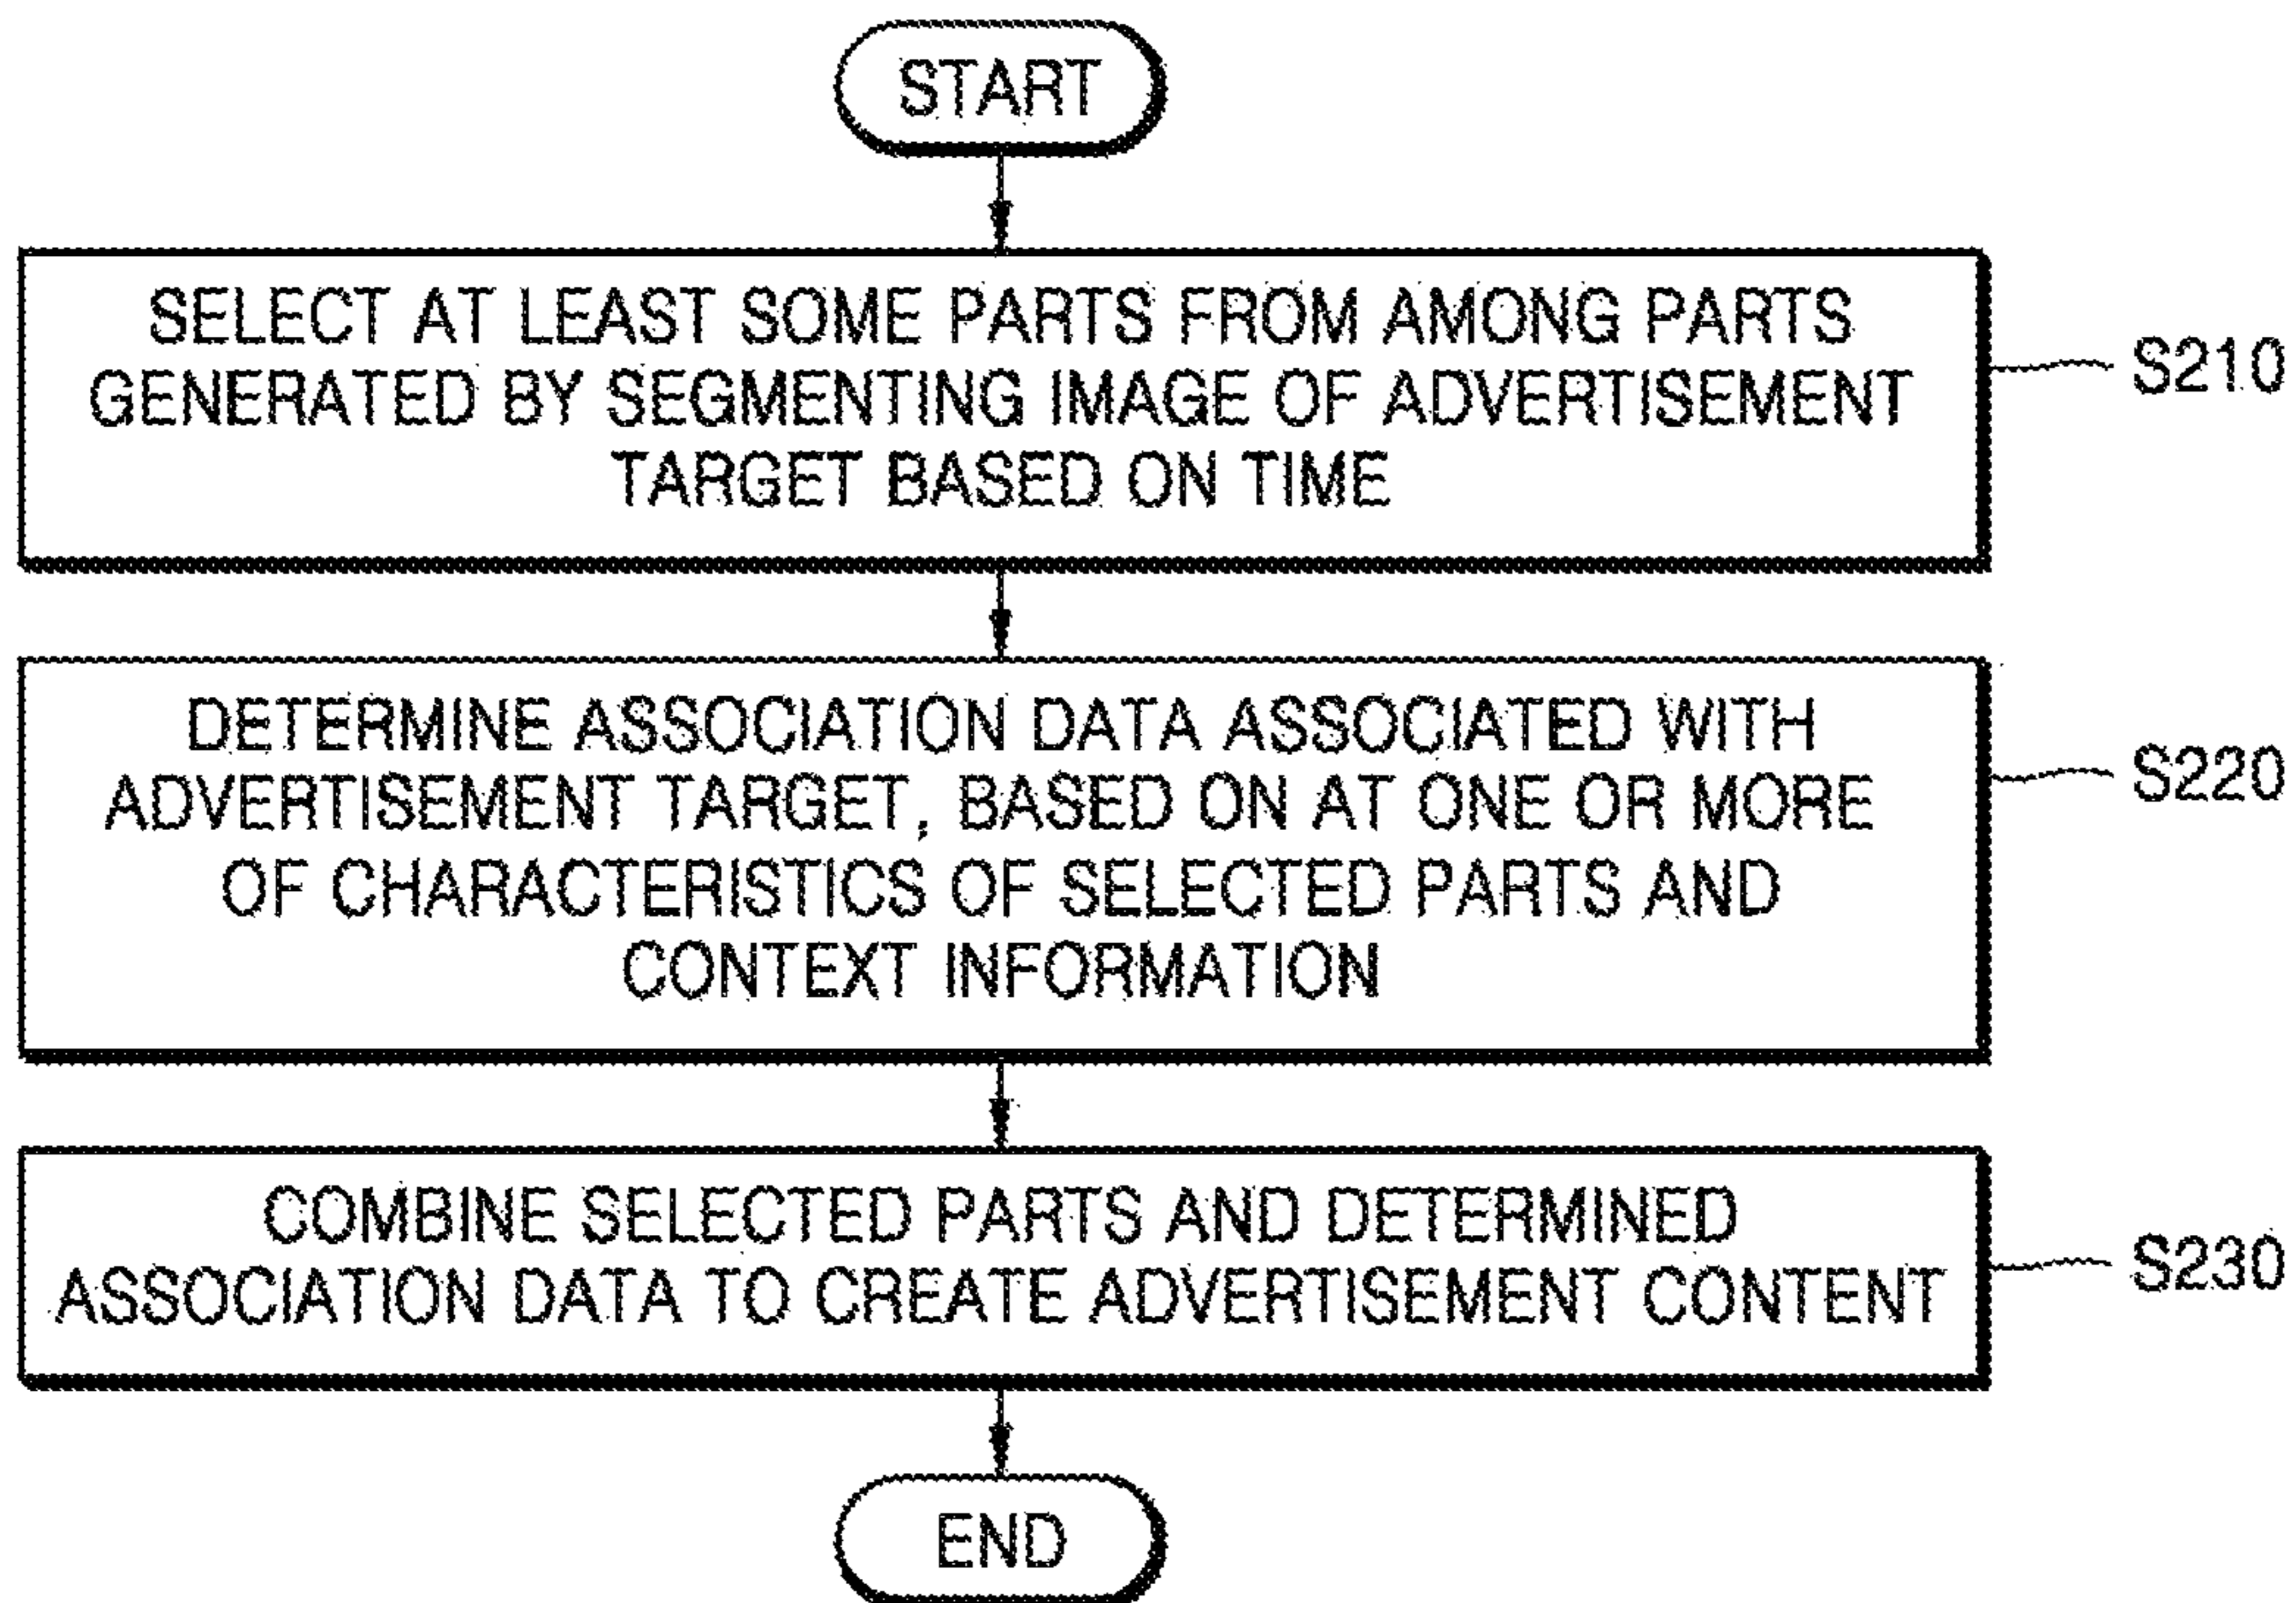 START
SELECT AT LEAST SOME PARTS FROM AMONG PARTS
GENERATED BY SEGMENTING IMAGE OF ADVERTISEMENT
TARGET BASED ON TIME
S210
DETERMINE ASSOCIATION DATA ASSOCIATED WITH
ADVERTISEMENT TARGET, BASED ON AT ONE OR MORE
OF CHARACTERISTICS OF SELECTED PARTS AND
CONTEXT INFORMATION
S220
COMBINE SELECTED PARTS AND DETERMINED
ASSOCIATION DATA TO CREATE ADVERTISEMENT CONTENT
S230
END